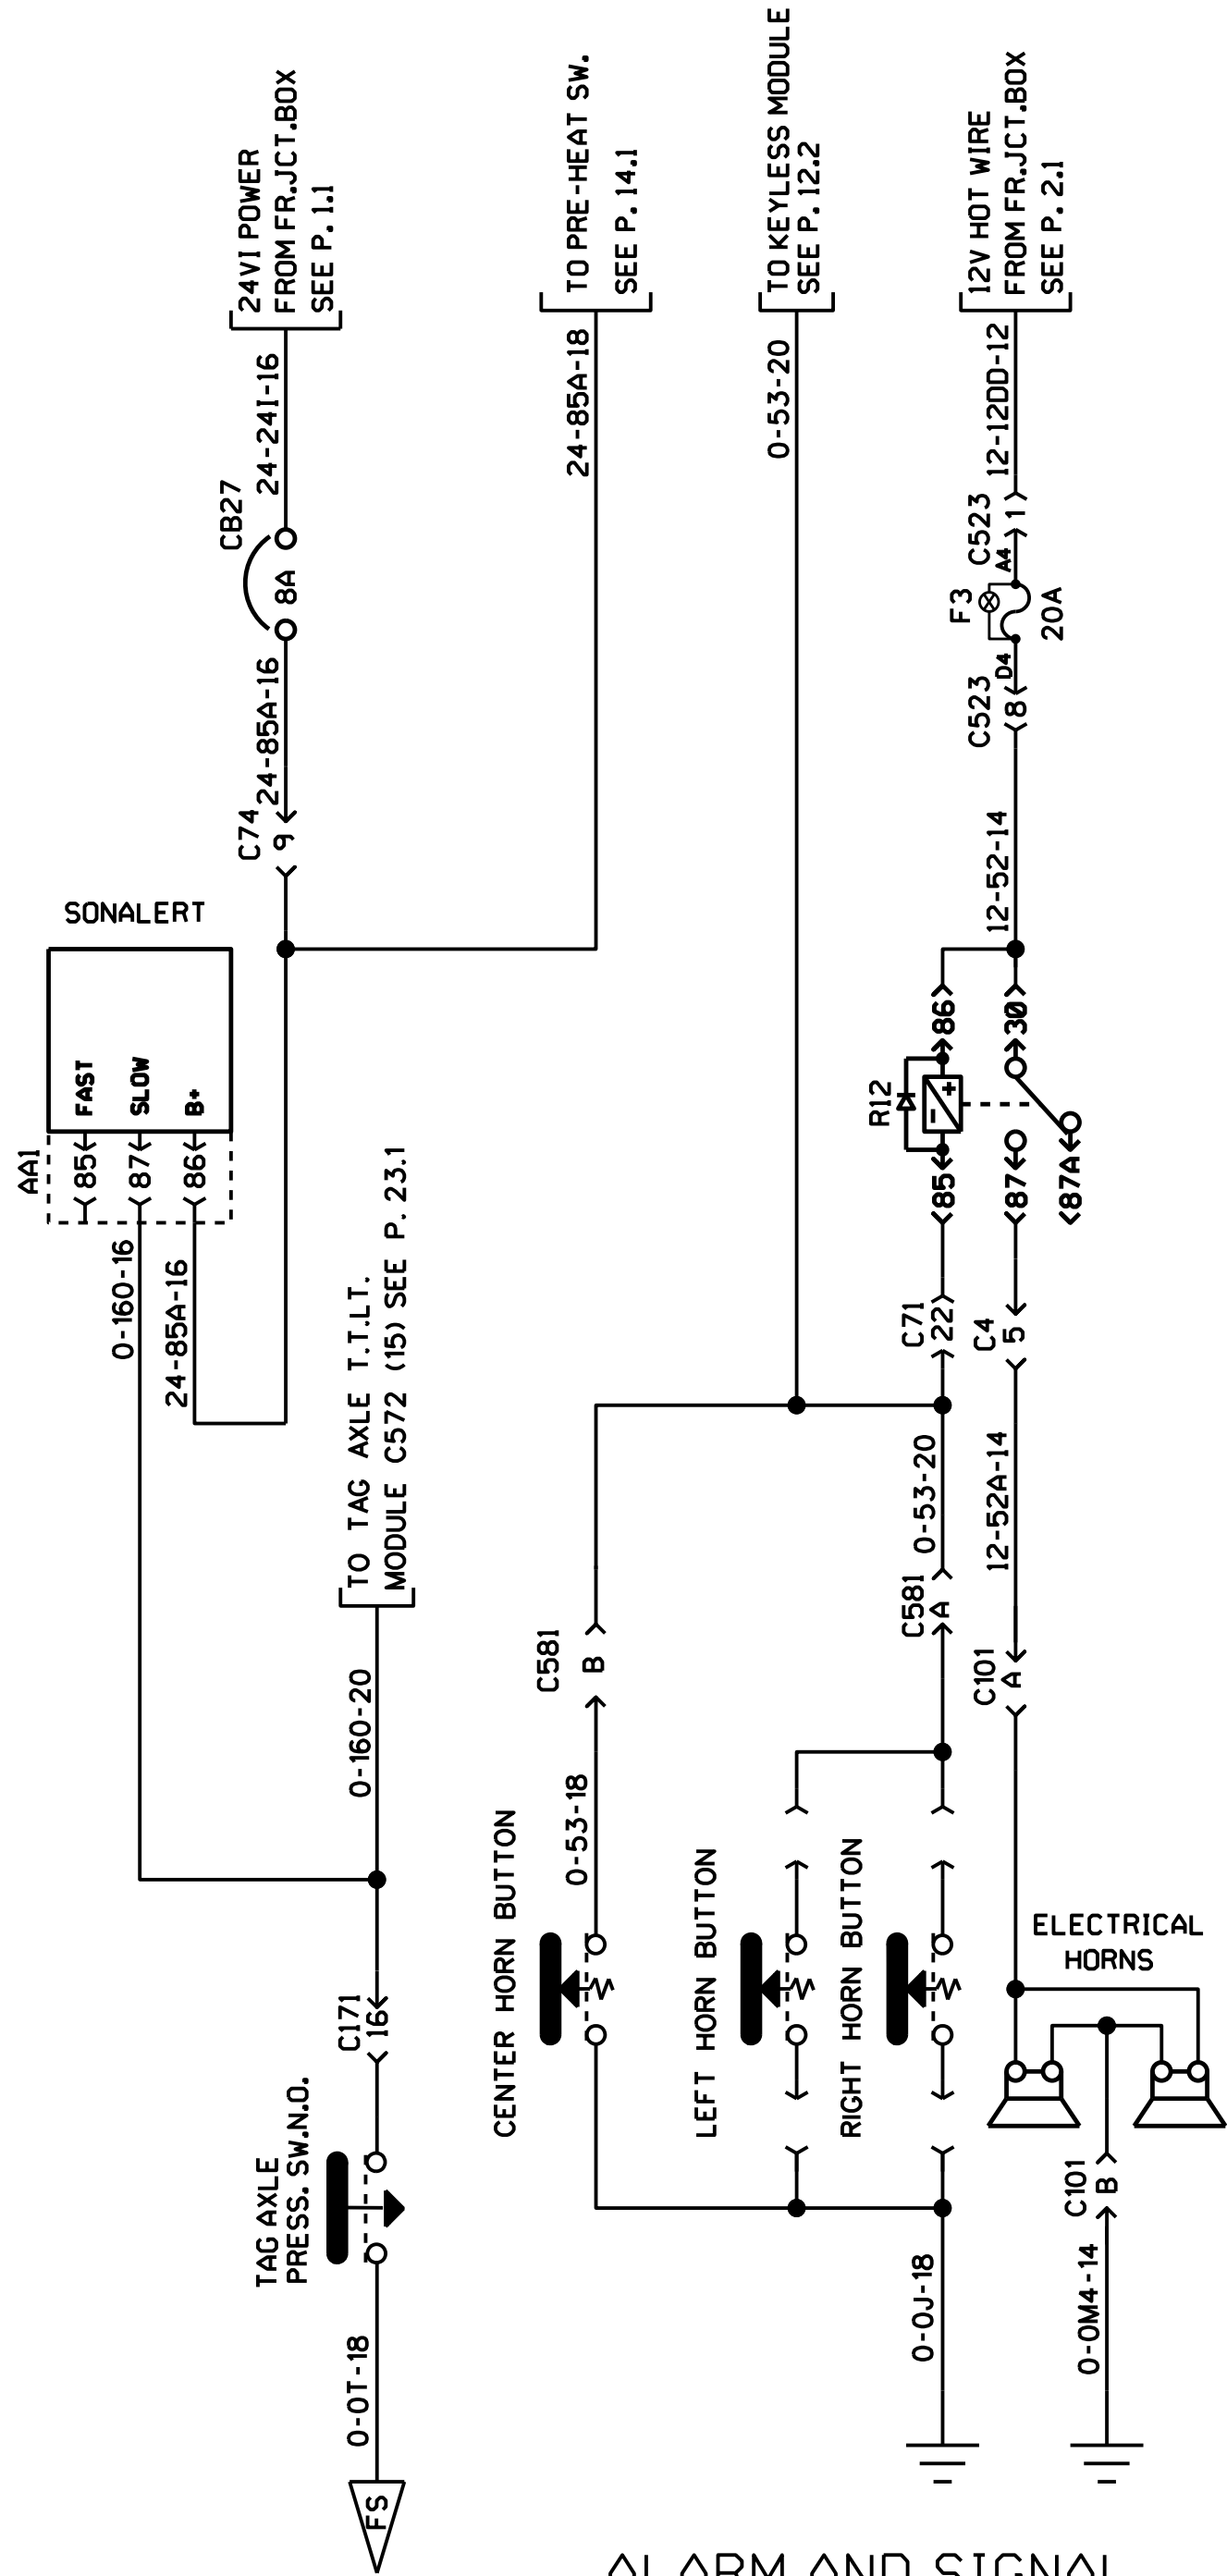 24VI POWER
FROM FR.JCT.BOX
SEE P. 1.1
24-24I-16
CB27
8A
24-85A-16
C74
9
TO PRE-HEAT SW.
SEE P. 14.1
24-85A-18
TO KEYLESS MODULE
SEE P. 12.2
0-53-20
12V HOT WIRE
FROM FR.JCT.BOX
SEE P. 2.1
12-12DD-12
C523
1
A4
F3
20A
D4
C523
8
12-52-14
SONALERT
FAST
SLOW
B+
AA1
85
87
86
0-160-16
24-85A-16
R12
86
30
+
-
85
87
87A
C71
22
C4
5
TO TAG AXLE T.T.LT.
MODULE C572 (15) SEE P. 23.1
0-160-20
0-53-20
12-52A-14
C581
B
C581
A
C101
A
0-53-18
CENTER HORN BUTTON
LEFT HORN BUTTON
RIGHT HORN BUTTON
ELECTRICAL
HORNS
C171
16
TAG AXLE
PRESS. SW.N.O.
C101
B
0-0T-18
0-0J-18
0-0M4-14
FS
ALARM AND SIGNAL